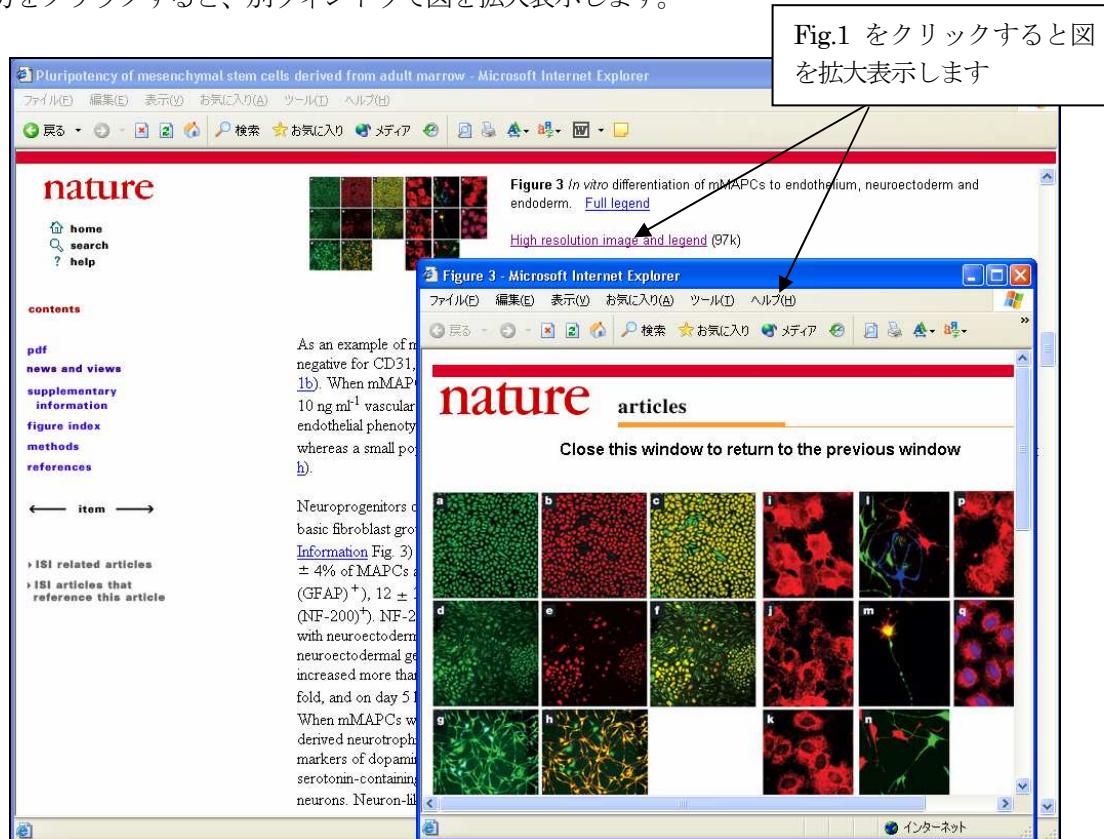 分をクリックすると、別ウィンドウで図を拡大表示します。
Fig.1 をクリックすると図
を拡大表示します
Pluripotency of mesenchymal stem cells derived from adult marrow - Microsoft Internet Explorer
ファイル(F) 編集(E) 表示(V) お気に入り(A) ツール(T) ヘルプ(H)
戻る 検索 お気に入り メディア
nature
home
search
? help
contents
pdf
news and views
supplementary
information
figure index
methods
references
item
ISI related articles
ISI articles that
reference this article
Figure 3 In vitro differentiation of mMAPCs to endothelium, neuroectoderm and
endoderm. Full legend
High resolution image and legend (97k)
As an example of m
negative for CD31,
1b). When mMAP
10 ng ml-1 vascular
endothelial phenoty
whereas a small po
h).
Neuroprogenitors
basic fibroblast gro
Information Fig. 3)
± 4% of MAPCs a
(GFAP)+), 12 ±
(NF-200)+). NF-2
with neuroectoderm
neuroectodermal ge
increased more than
fold, and on day 5
When mMAPCs w
derived neurotroph
markers of dopami
serotonin-containing
neurons. Neuron-li
Figure 3 - Microsoft Internet Explorer
ファイル(F) 編集(E) 表示(V) お気に入り(A) ツール(T) ヘルプ(H)
戻る 検索 お気に入り メディア
nature articles
Close this window to return to the previous window
a b c i l p
d e f j m q
g h k n
インターネット